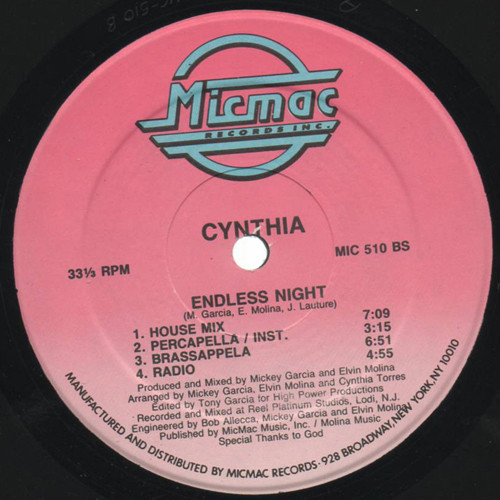 MIC-510 B
Micmac
RECORDS INC.
CYNTHIA
33⅓ RPM
MIC 510 BS
ENDLESS NIGHT
(M. Garcia, E. Molina, J. Lauture)
1. HOUSE MIX 7:09
2. PERCAPELLA / INST. 3:15
3. BRASSAPPELA 6:51
4. RADIO 4:55
Produced and Mixed by Mickey Garcia and Elvin Molina
Arranged by Mickey Garcia, Elvin Molina and Cynthia Torres
Edited by Tony Garcia for High Power Productions
Recorded and Mixed at Reel Platinum Studios, Lodi, N.J.
Engineered by Bob Allecca, Mickey Garcia and Elvin Molina
Published by MicMac Music, Inc. / Molina Music
Special Thanks to God
MANUFACTURED AND DISTRIBUTED BY MICMAC RECORDS · 928 BROADWAY, NEW YORK, NY 10010